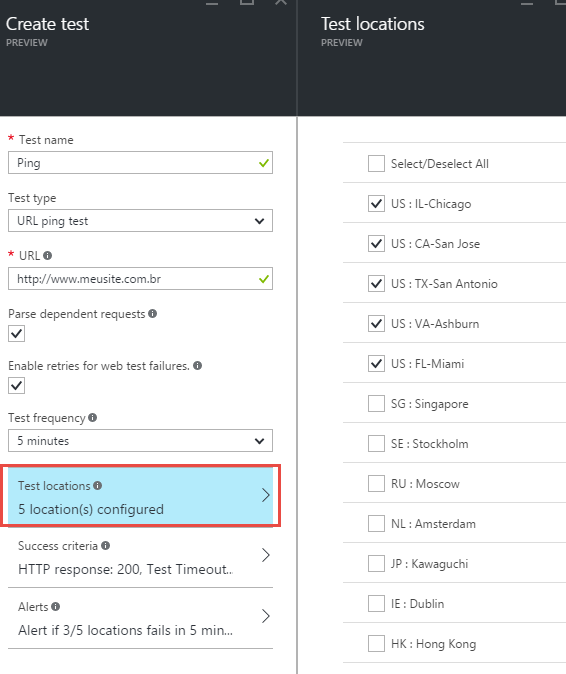 Create test
PREVIEW
* Test name
Ping
Test type
URL ping test
* URL
http://www.meusite.com.br
Parse dependent requests
Enable retries for web test failures.
Test frequency
5 minutes
Test locations
5 location(s) configured
Success criteria
HTTP response: 200, Test Timeout...
Alerts
Alert if 3/5 locations fails in 5 min...
Test locations
PREVIEW
Select/Deselect All
US : IL-Chicago
US : CA-San Jose
US : TX-San Antonio
US : VA-Ashburn
US : FL-Miami
SG : Singapore
SE : Stockholm
RU : Moscow
NL : Amsterdam
JP : Kawaguchi
IE : Dublin
HK : Hong Kong